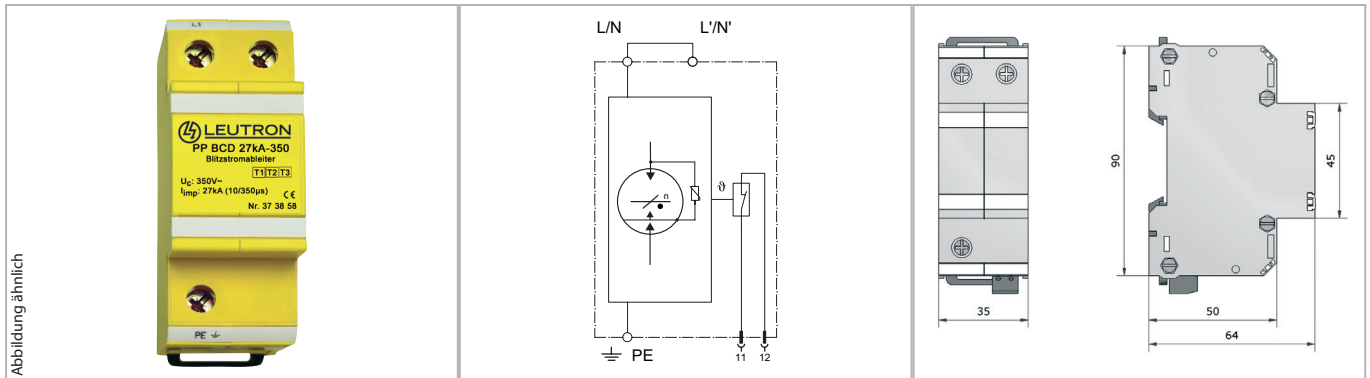 Abbildung ähnlich
L1
LEUTRON
PP BCD 27kA-350
Blitzstromableiter
T1 T2 T3
UC: 350V~
Iimp: 27kA (10/350µs)
CE
Nr. 37 38 58
PE
L/N
L'/N'
n
ϑ
PE
11
12
90
45
35
50
64